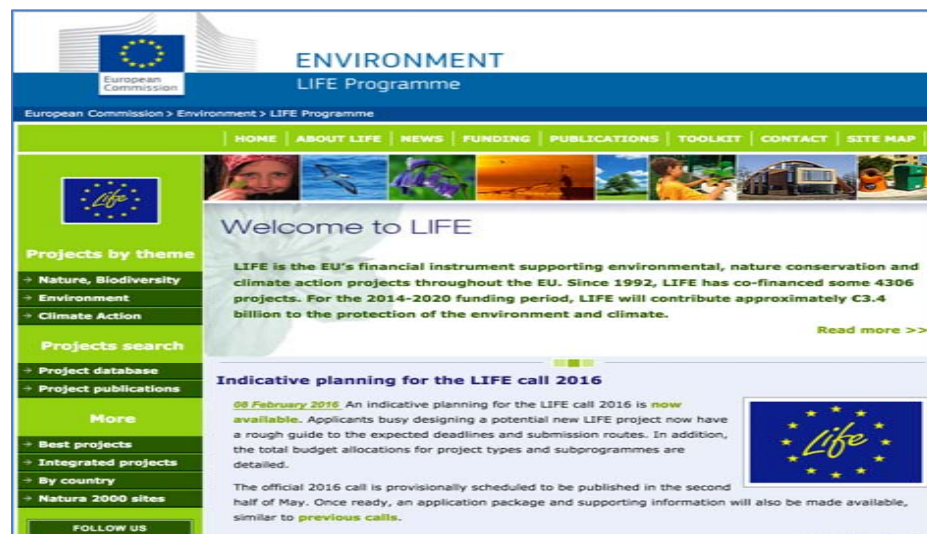 European
Commission
ENVIRONMENT
LIFE Programme
European Commission > Environment > LIFE Programme
HOME | ABOUT LIFE | NEWS | FUNDING | PUBLICATIONS | TOOLKIT | CONTACT | SITE MAP |
Life
Projects by theme
Nature, Biodiversity
Environment
Climate Action
Projects search
Project database
Project publications
More
Best projects
Integrated projects
By country
Natura 2000 sites
FOLLOW US
Welcome to LIFE
LIFE is the EU's financial instrument supporting environmental, nature conservation and
climate action projects throughout the EU. Since 1992, LIFE has co-financed some 4306
projects. For the 2014-2020 funding period, LIFE will contribute approximately €3.4
billion to the protection of the environment and climate.
Read more >>
Indicative planning for the LIFE call 2016
08 February 2016 An indicative planning for the LIFE call 2016 is now
available. Applicants busy designing a potential new LIFE project now have
a rough guide to the expected deadlines and submission routes. In addition,
the total budget allocations for project types and subprogrammes are
detailed.
Life
The official 2016 call is provisionally scheduled to be published in the second
half of May. Once ready, an application package and supporting information will also be made available,
similar to previous calls.